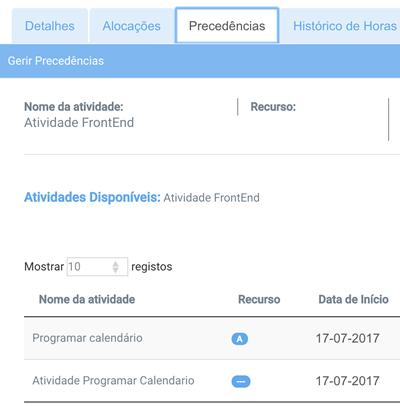 Detalhes Alocações Precedências Histórico de Horas
Gerir Precedências
Nome da atividade: Recurso:
Atividade FrontEnd
Atividades Disponíveis: Atividade FrontEnd
Mostrar 10 registos
Nome da atividade Recurso Data de Início
Programar calendário A 17-07-2017
Atividade Programar Calendario --- 17-07-2017